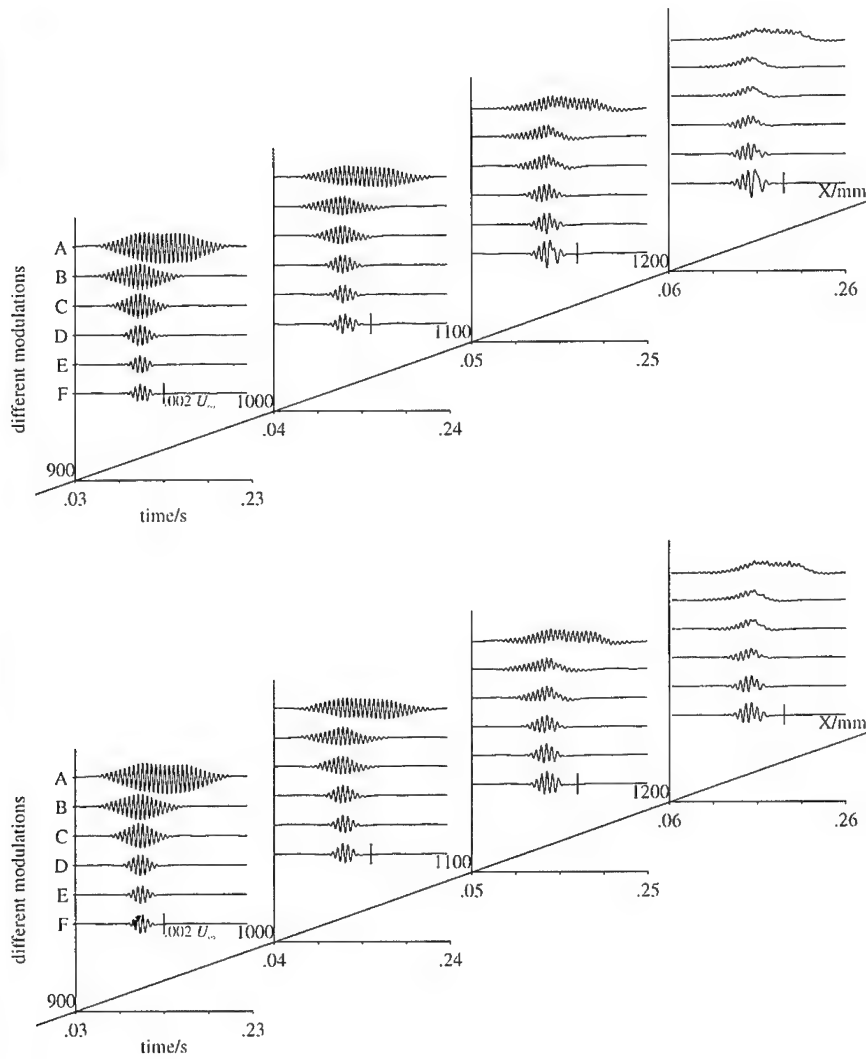 different modulations
A
B
C
D
E
F
.002 U∞
900
1000
1100
1200
X/mm
.03
.23
.04
.24
.05
.25
.06
.26
time/s
different modulations
A
B
C
D
E
F
.002 U∞
900
1000
1100
1200
X/mm
.03
.23
.04
.24
.05
.25
.06
.26
time/s